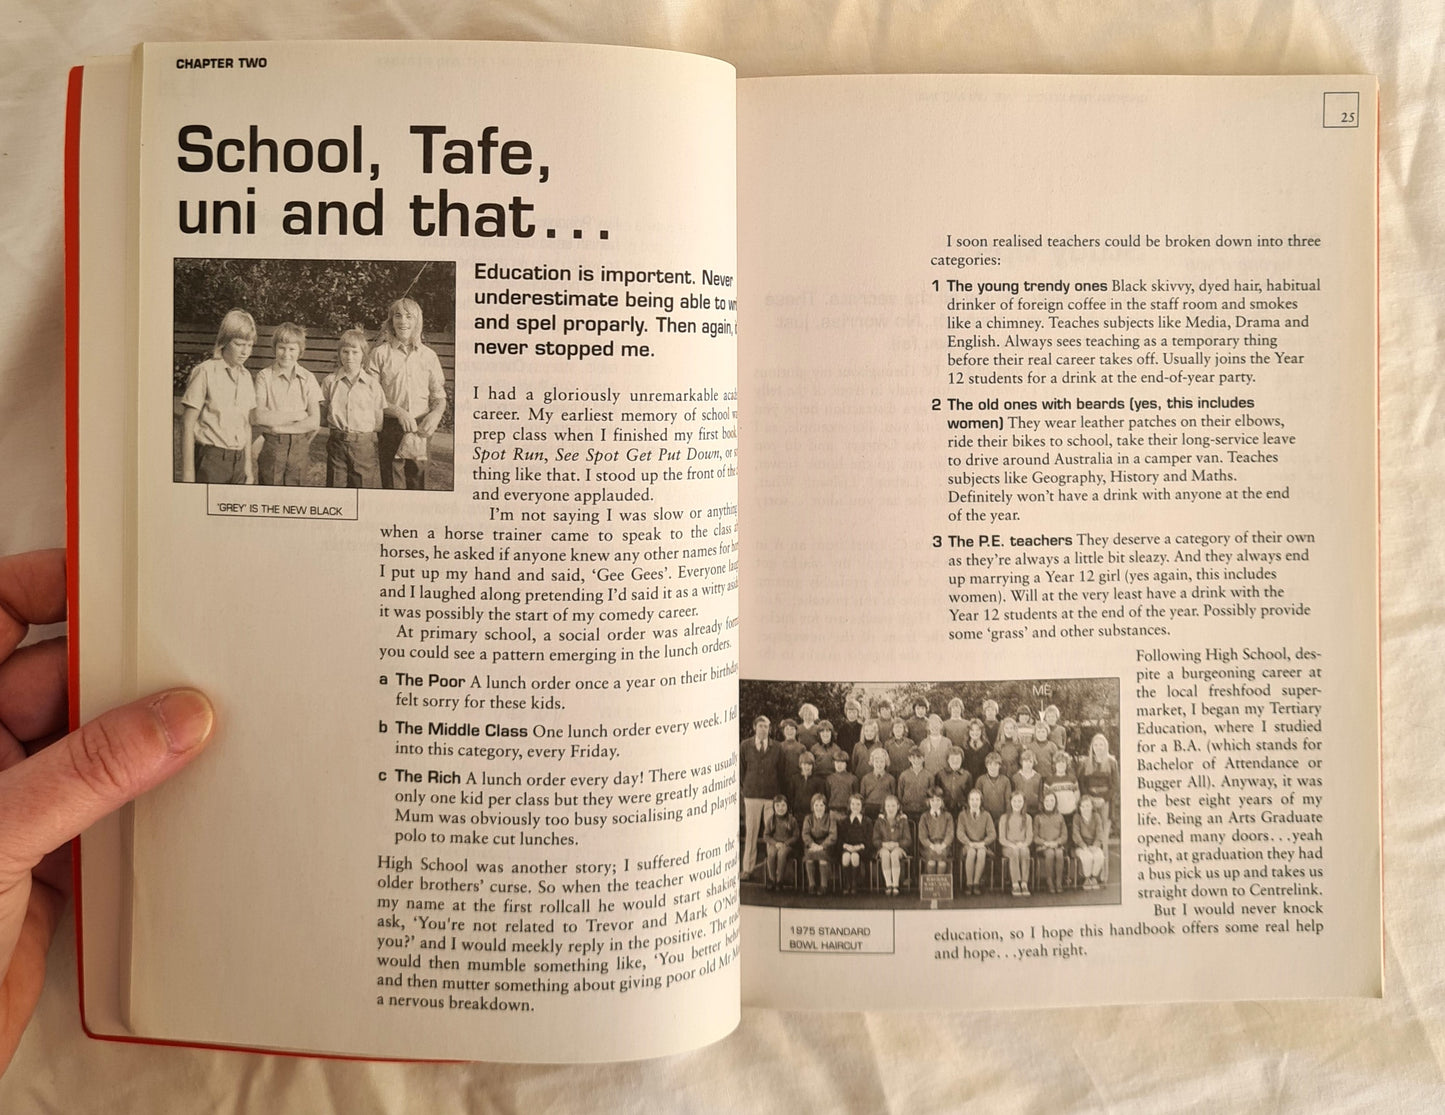 CHAPTER TWO
School, Tafe,
uni and that...
Education is importent. Never
underestimate being able to
and spel proparly. Then again,
never stopped me.
I had a gloriously unremarkable
career. My earliest memory of school
prep class when I finished my first book,
Spot Run, See Spot Get Put Down, or
thing like that. I stood up the front of the
and everyone applauded.
'GREY' IS THE NEW BLACK
I'm not saying I was slow or anything
when a horse trainer came to speak to the class
horses, he asked if anyone knew any other names for
I put up my hand and said, 'Gee Gees'. Everyone
and I laughed along pretending I'd said it as a witty
it was possibly the start of my comedy career.
At primary school, a social order was already
you could see a pattern emerging in the lunch orders.
a The Poor A lunch order once a year on their birthday
felt sorry for these kids.
b The Middle Class One lunch order every week. I fell
into this category, every Friday.
c The Rich A lunch order every day! There was usually
only one kid per class but they were greatly admired.
Mum was obviously too busy socialising and playing
polo to make cut lunches.
High School was another story; I suffered from the
older brothers' curse. So when the teacher would read
my name at the first rollcall he would start shaking
ask, 'You're not related to Trevor and Mark
you?' and I would meekly reply in the positive. The
would then mumble something like, 'You better
and then mutter something about giving poor old Mr
a nervous breakdown.
25
I soon realised teachers could be broken down into three
categories:
1 The young trendy ones Black skivvy, dyed hair, habitual
drinker of foreign coffee in the staff room and smokes
like a chimney. Teaches subjects like Media, Drama and
English. Always sees teaching as a temporary thing
before their real career takes off. Usually joins the Year
12 students for a drink at the end-of-year party.
2 The old ones with beards (yes, this includes
women) They wear leather patches on their elbows,
ride their bikes to school, take their long-service leave
to drive around Australia in a camper van. Teaches
subjects like Geography, History and Maths.
Definitely won't have a drink with anyone at the end
of the year.
3 The P.E. teachers They deserve a category of their own
as they're always a little bit sleazy. And they always end
up marrying a Year 12 girl (yes again, this includes
women). Will at the very least have a drink with the
Year 12 students at the end of the year. Possibly provide
some 'grass' and other substances.
ME
1975 STANDARD
BOWL HAIRCUT
Following High School, des-
pite a burgeoning career at
the local freshfood super-
market, I began my Tertiary
Education, where I studied
for a B.A. (which stands for
Bachelor of Attendance or
Bugger All). Anyway, it was
the best eight years of my
life. Being an Arts Graduate
opened many doors...yeah
right, at graduation they had
a bus pick us up and takes us
straight down to Centrelink.
But I would never knock
education, so I hope this handbook offers some real help
and hope...yeah right.